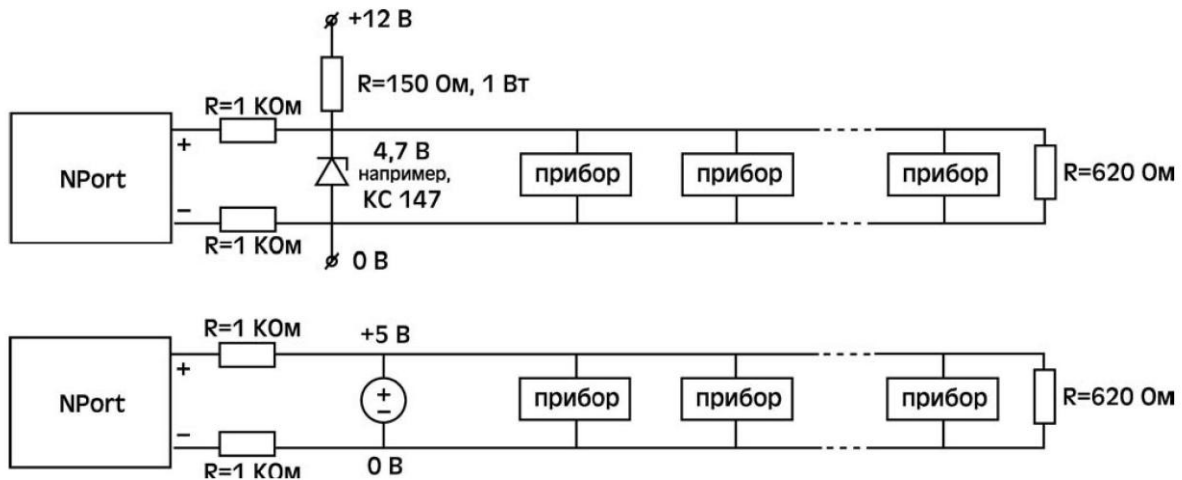 +12 В
R=150 Ом, 1 Вт
R=1 КОм
+
4,7 В
например,
КС 147
NPort
прибор
прибор
прибор
R=620 Ом
–
R=1 КОм
0 В
R=1 КОм
+5 В
+
+
–
NPort
прибор
прибор
прибор
R=620 Ом
–
R=1 КОм
0 В